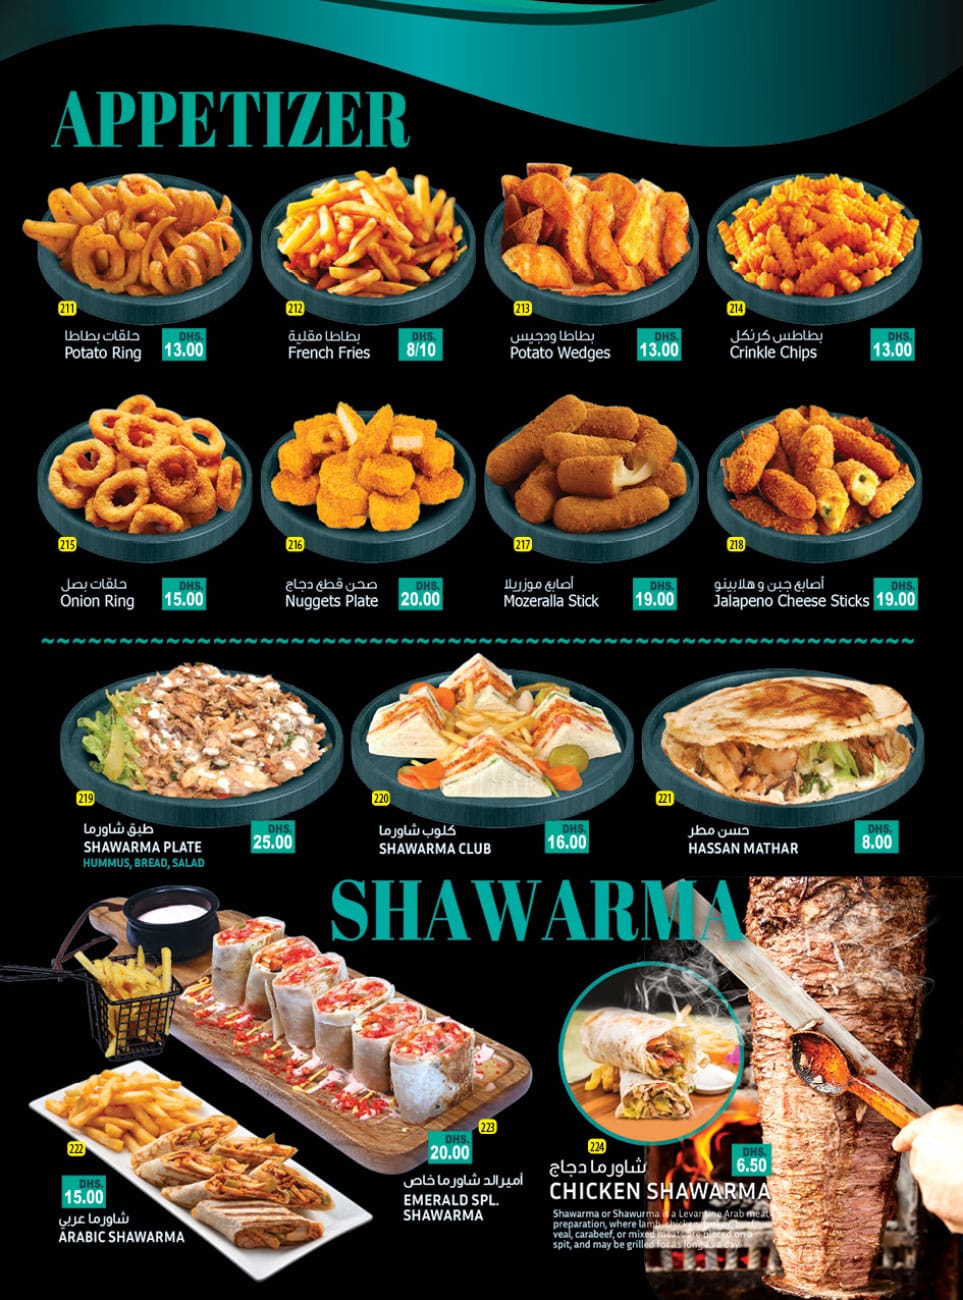 APPETIZER
211
حلقات بطاطا
Potato Ring
DHS.
13.00
212
بطاطا مقلية
French Fries
DHS.
8/10
213
بطاطا ودجيس
Potato Wedges
DHS.
13.00
214
بطاطس كرنكل
Crinkle Chips
DHS.
13.00
215
حلقات بصل
Onion Ring
DHS.
15.00
216
صحن قطع دجاج
Nuggets Plate
DHS.
20.00
217
أصابع موزريلا
Mozeralla Stick
DHS.
19.00
218
أصابع جبن و هلابينو
Jalapeno Cheese Sticks
DHS.
19.00
219
طبق شاورما
SHAWARMA PLATE
HUMMUS, BREAD, SALAD
DHS.
25.00
220
كلوب شاورما
SHAWARMA CLUB
DHS.
16.00
221
حسن مطر
HASSAN MATHAR
DHS.
8.00
SHAWARMA
222
DHS.
15.00
شاورما عربي
ARABIC SHAWARMA
223
DHS.
20.00
أميرالد شاورما خاص
EMERALD SPL.
SHAWARMA
224
DHS.
6.50
شاورما دجاج
CHICKEN SHAWARMA
Shawarma or Shawurma is a Levantine Arab meat
preparation, where lamb, chicken, turkey, beef,
veal, carabeef, or mixed meats are placed on a
spit, and may be grilled for as long as a day.